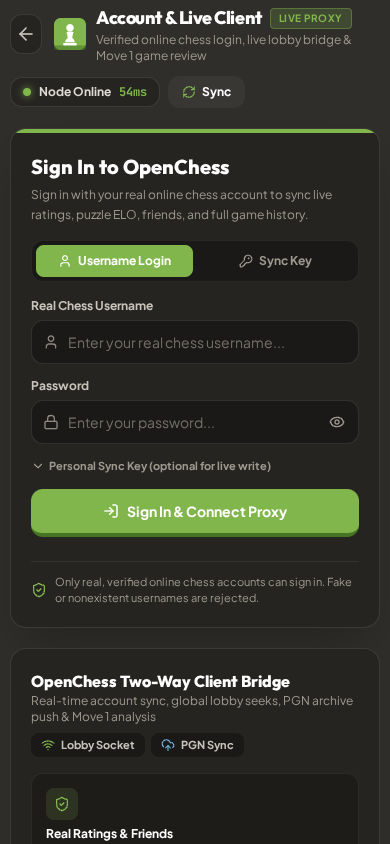 Account & Live Client LIVE PROXY
Verified online chess login, live lobby bridge &
Move 1 game review
Node Online 54ms Sync
Sign In to OpenChess
Sign in with your real online chess account to sync live
ratings, puzzle ELO, friends, and full game history.
Username Login Sync Key
Real Chess Username
Enter your real chess username...
Password
Enter your password...
Personal Sync Key (optional for live write)
Sign In & Connect Proxy
Only real, verified online chess accounts can sign in. Fake
or nonexistent usernames are rejected.
OpenChess Two-Way Client Bridge
Real-time account sync, global lobby seeks, PGN archive
push & Move 1 analysis
Lobby Socket PGN Sync
Real Ratings & Friends